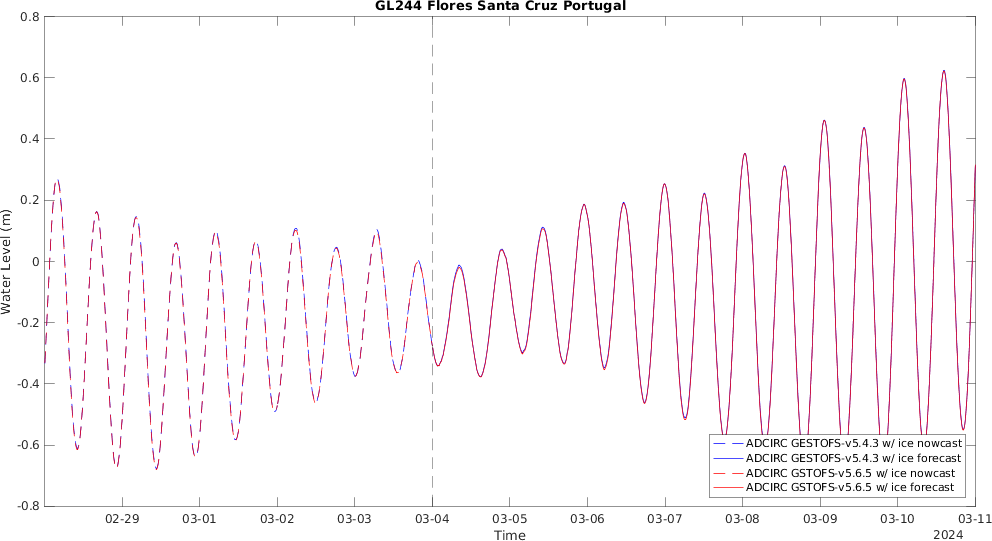 GL244 Flores Santa Cruz Portugal
0.8
0.6
0.4
0.2
0
-0.2
-0.4
-0.6
-0.8
Water Level (m)
ADCIRC GESTOFS-v5.4.3 w/ ice nowcast
ADCIRC GESTOFS-v5.4.3 w/ ice forecast
ADCIRC GSTOFS-v5.6.5 w/ ice nowcast
ADCIRC GSTOFS-v5.6.5 w/ ice forecast
02-29 03-01 03-02 03-03 03-04 03-05 03-06 03-07 03-08 03-09 03-10 03-11
Time
2024